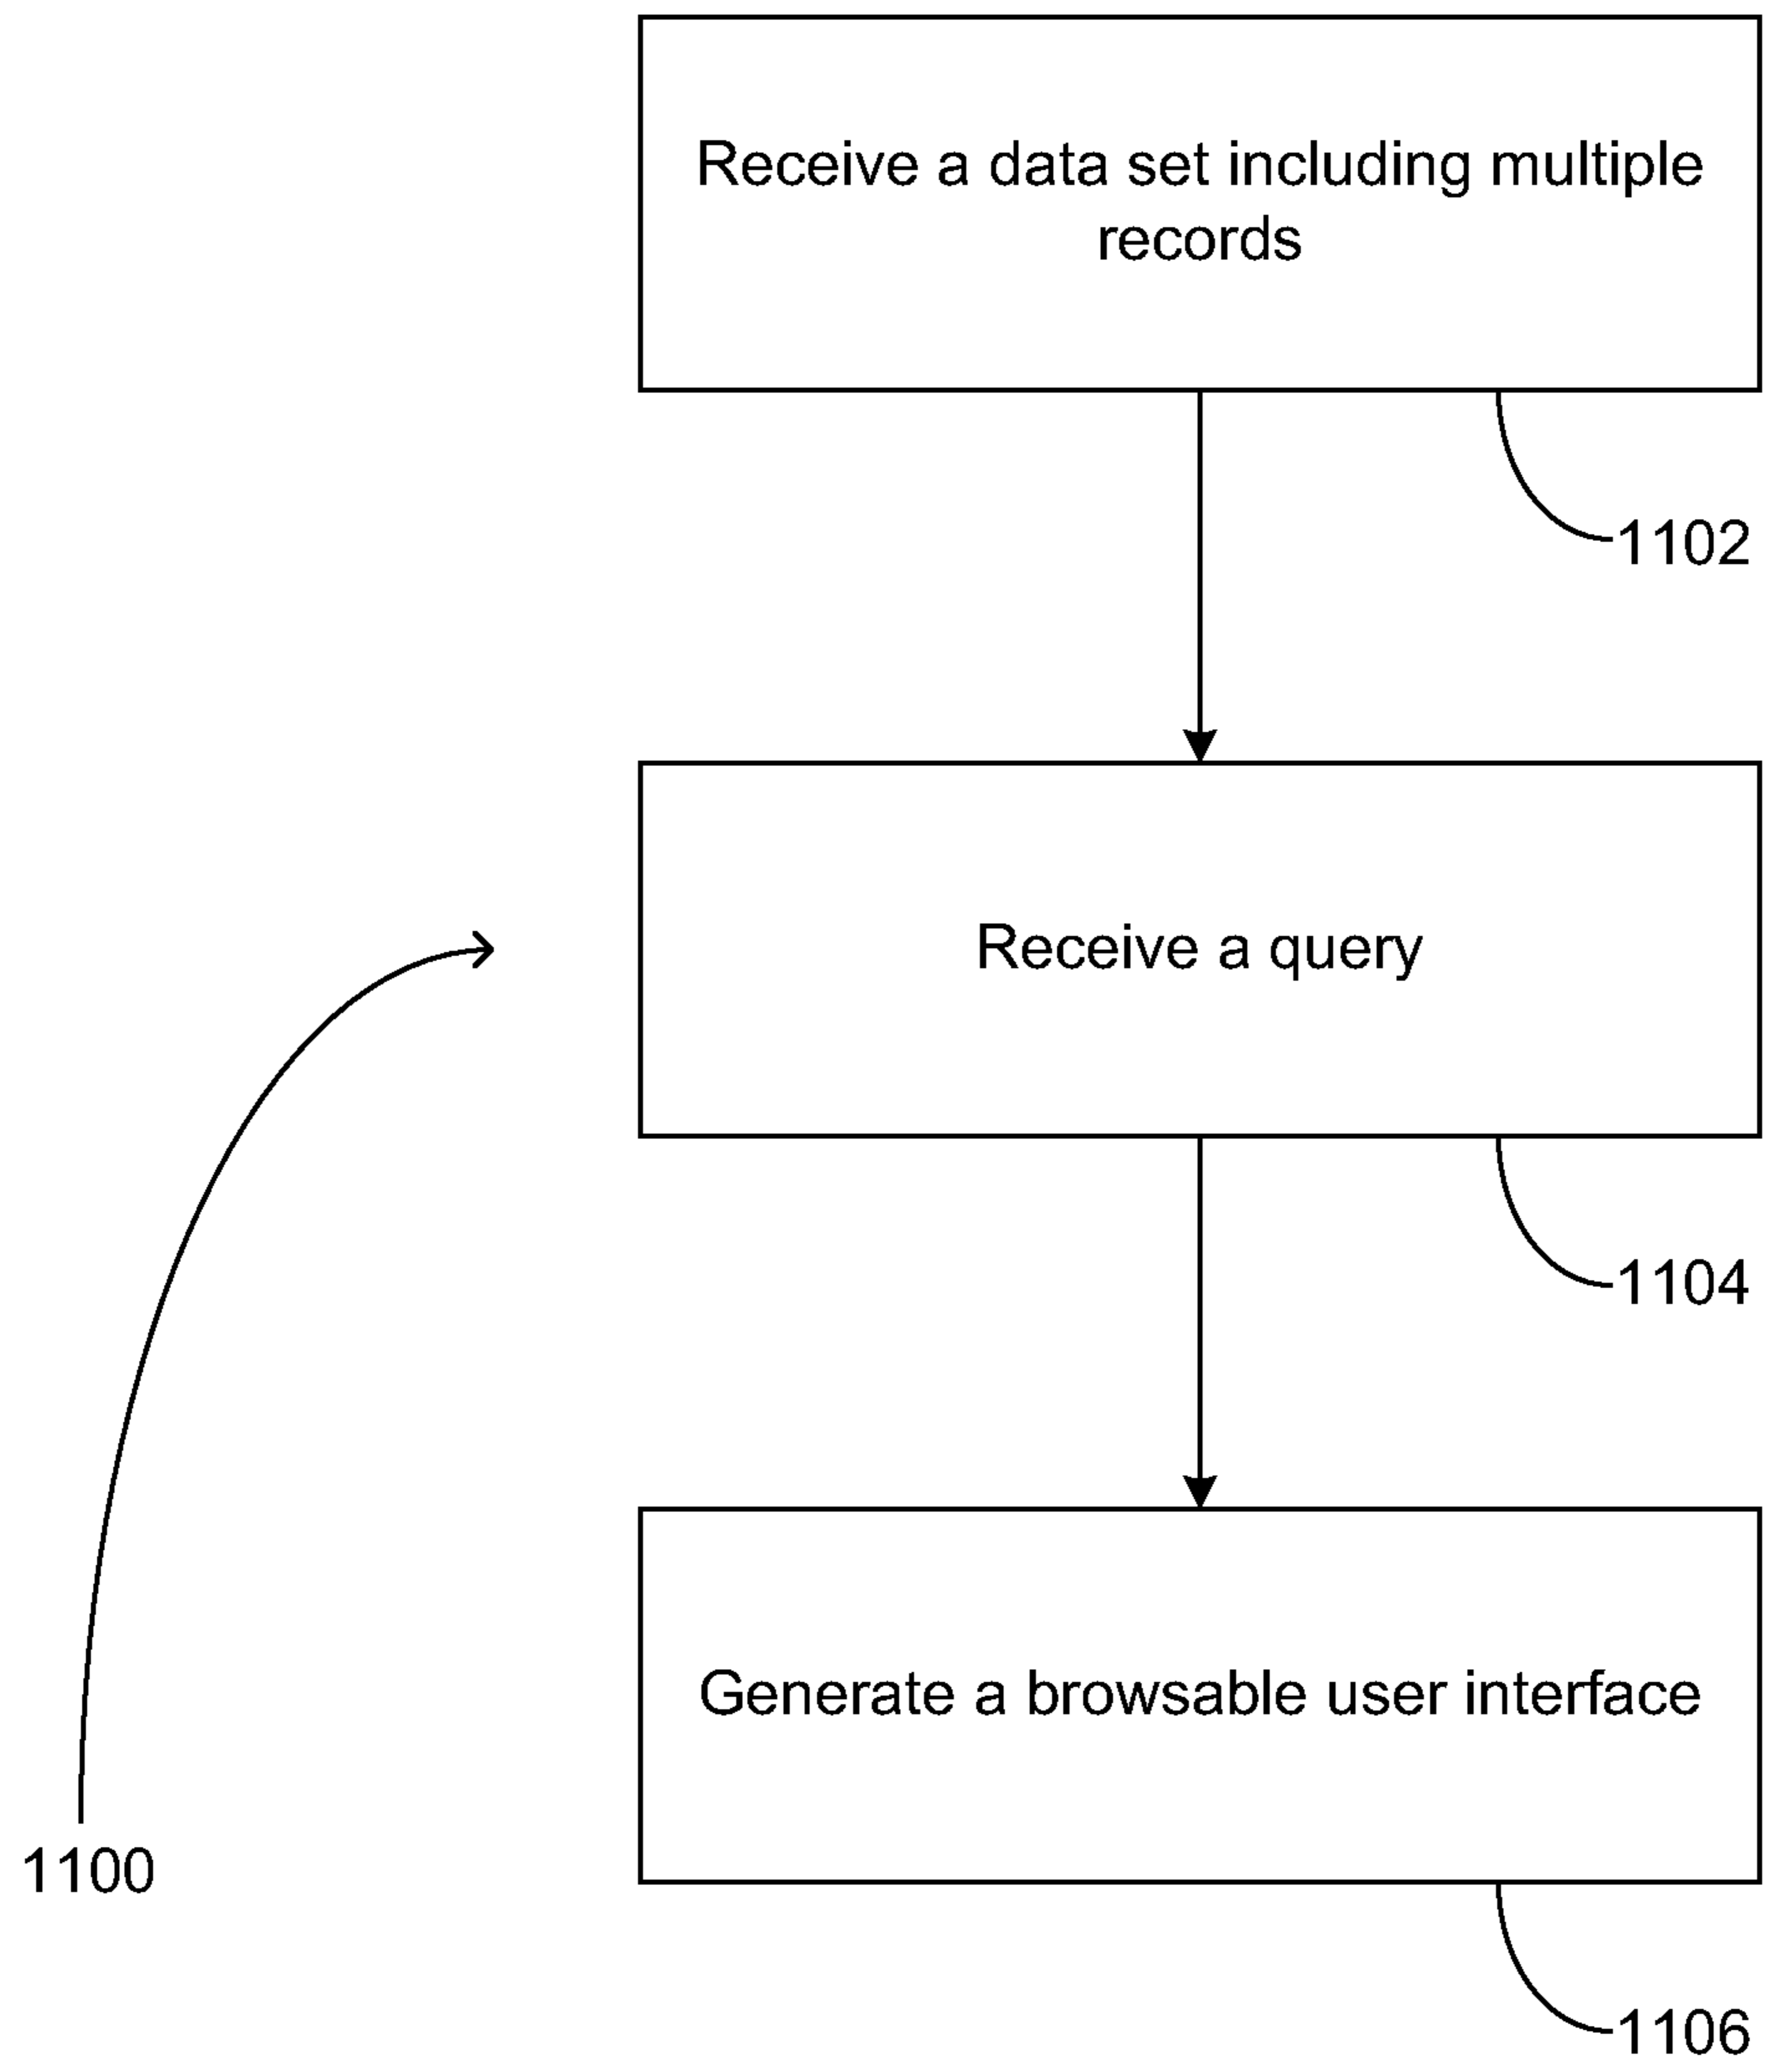 Receive a data set including multiple
records
1102
Receive a query
1104
Generate a browsable user interface
1100
1106